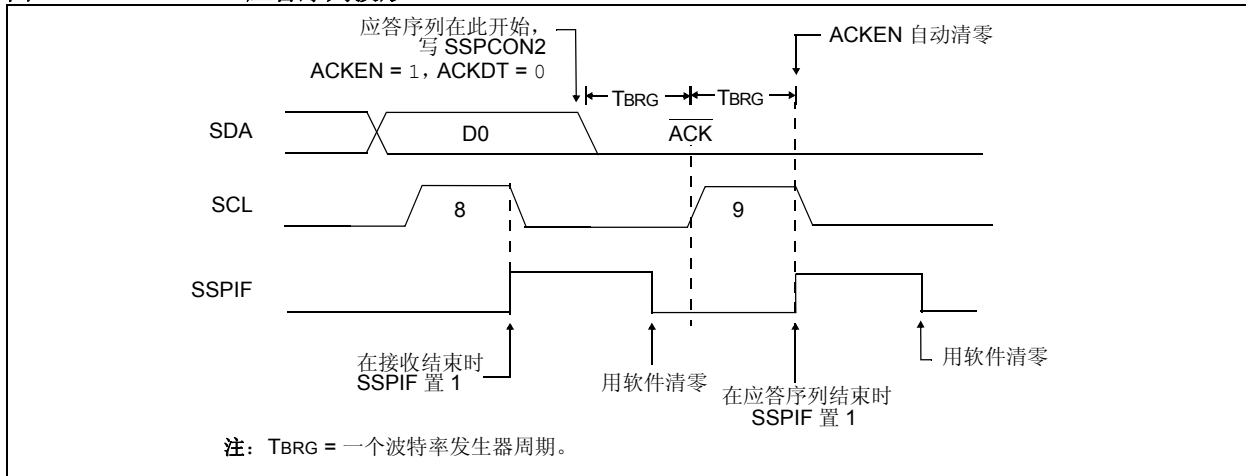 应答序列在此开始，
写 SSPCON2
ACKEN = 1，ACKDT = 0
ACKEN 自动清零
TBRG
TBRG
SDA
D0
ACK
SCL
8
9
SSPIF
在接收结束时
SSPIF 置 1
用软件清零
在应答序列结束时
SSPIF 置 1
用软件清零
注：TBRG = 一个波特率发生器周期。